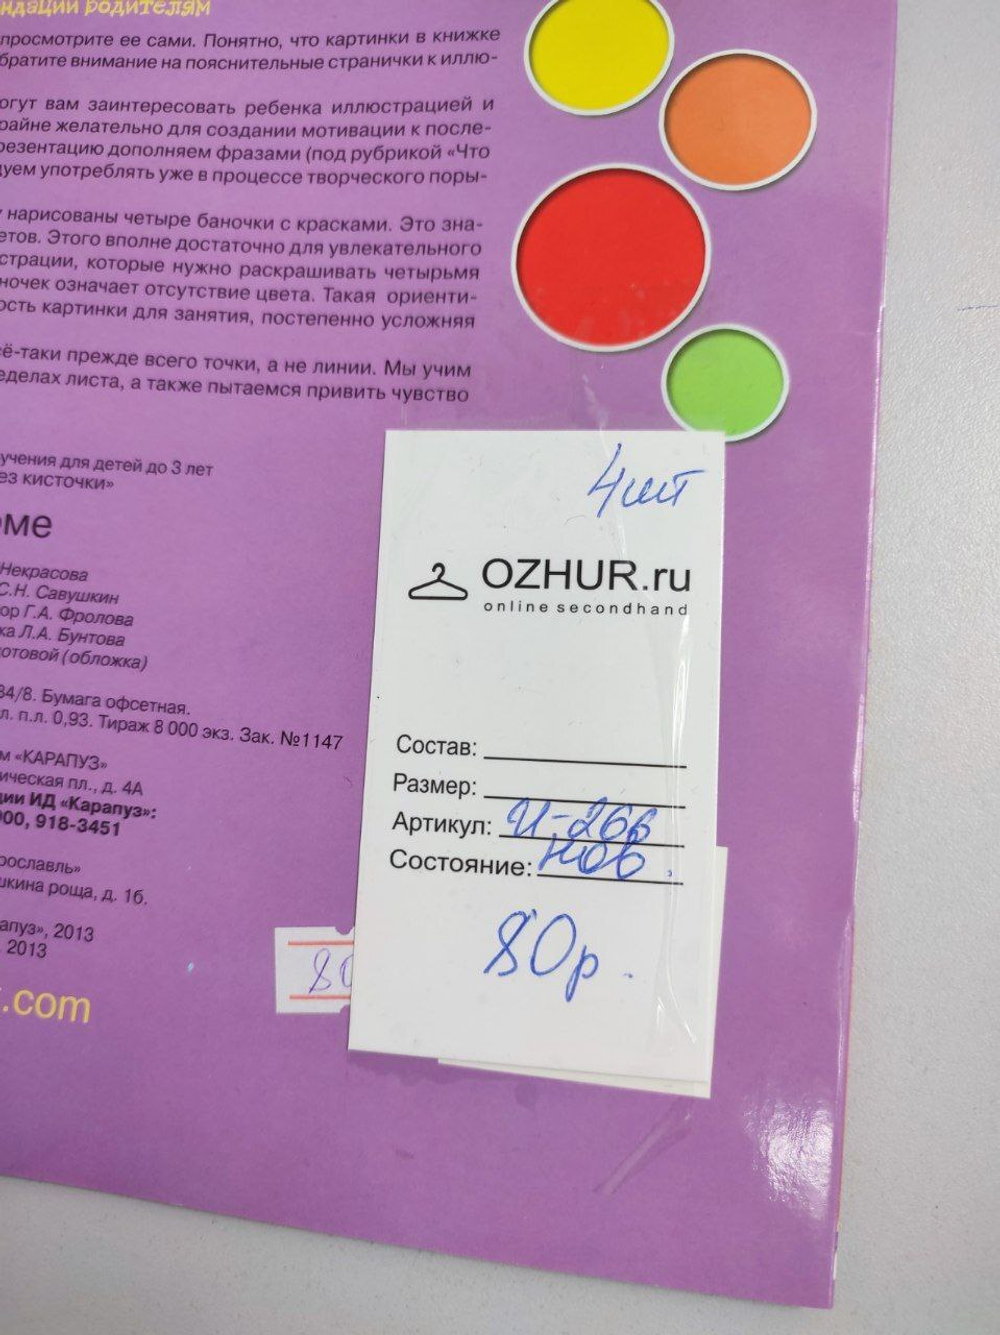 ндации родителям
просмотрите ее сами. Понятно, что картинки в книжке
братите внимание на пояснительные странички к иллю-
огут вам заинтересовать ребенка иллюстрацией и
райне желательно для создании мотивации к после-
резентацию дополняем фразами (под рубрикой «Что
дуем употреблять уже в процессе творческого поры-
у нарисованы четыре баночки с красками. Это зна-
етов. Этого вполне достаточно для увлекательного
страции, которые нужно раскрашивать четырьмя
ночек означает отсутствие цвета. Такая ориенти-
ость картинки для занятия, постепенно усложняя
сё-таки прежде всего точки, а не линии. Мы учим
еделах листа, а также пытаемся привить чувство
учения для детей до 3 лет
ез кисточки»
оме
Некрасова
С.Н. Савушкин
ор Г.А. Фролова
ка Л.А. Бунтова
отовой (обложка)
84/8. Бумага офсетная.
л. п.л. 0,93. Тираж 8 000 экз. Зак. №1147
м «КАРАПУЗ»
ическая пл., д. 4А
ции ИД «Карапуз»:
00, 918-3451
рославль»
шкина роща, д. 1б.
апуз», 2013
, 2013
.com
80
4шт
OZHUR.ru
online secondhand
Состав:
Размер:
Артикул: И-266
Состояние: нов.
80р.